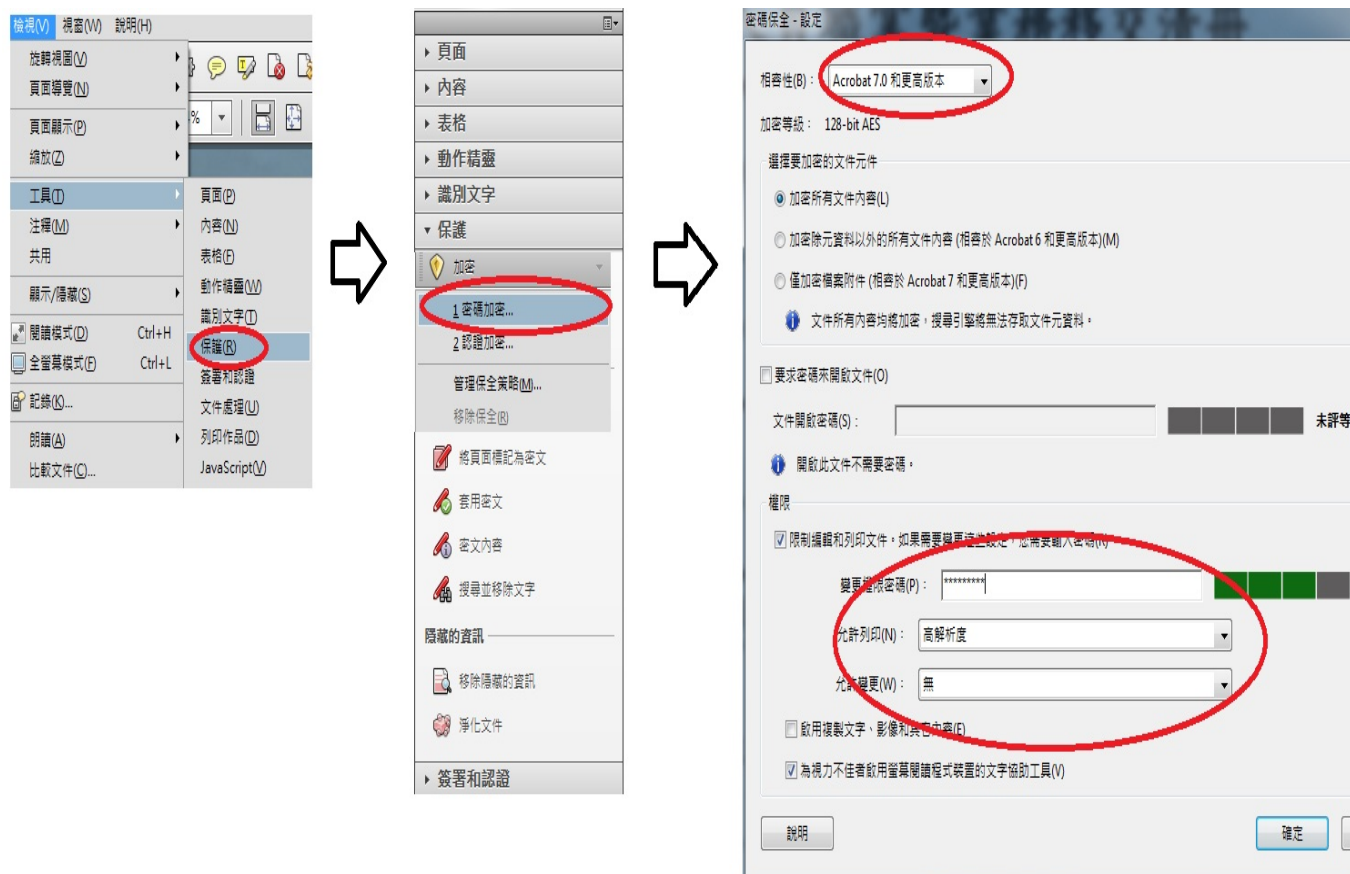 檢視(V) 視窗(W) 說明(H)
旋轉視圖(V)
頁面導覽(N)
頁面顯示(P)
縮放(Z)
工具(T)
注釋(M)
共用
顯示/隱藏(S)
閱讀模式(D) Ctrl+H
全螢幕模式(F) Ctrl+L
記錄(K)...
朗讀(A)
比較文件(C)...
%
頁面(P)
內容(N)
表格(F)
動作精靈(W)
識別文字(T)
保護(R)
簽署和認證
文件處理(U)
列印作品(D)
JavaScript(V)
頁面
內容
表格
動作精靈
識別文字
保護
加密
1 密碼加密...
2 認證加密...
管理保全策略(M)...
移除保全(R)
將頁面標記為密文
套用密文
密文內容
搜尋並移除文字
隱藏的資訊
移除隱藏的資訊
淨化文件
簽署和認證
密碼保全 - 設定
相容性(B)： Acrobat 7.0 和更高版本
加密等級： 128-bit AES
選擇要加密的文件元件
加密所有文件內容(L)
加密除元資料以外的所有文件內容 (相容於 Acrobat 6 和更高版本)(M)
僅加密檔案附件 (相容於 Acrobat 7 和更高版本)(F)
文件所有內容均將加密，搜尋引擎將無法存取文件元資料。
要求密碼來開啟文件(O)
文件開啟密碼(S)： 未評等
開啟此文件不需要密碼。
權限
限制編輯和列印文件。如果需要變更這些設定，您需要輸入密碼(R)
變更權限密碼(P)： *********
允許列印(N)： 高解析度
允許變更(W)： 無
啟用複製文字、影像和其它內容(E)
為視力不佳者啟用螢幕閱讀程式裝置的文字協助工具(V)
說明 確定